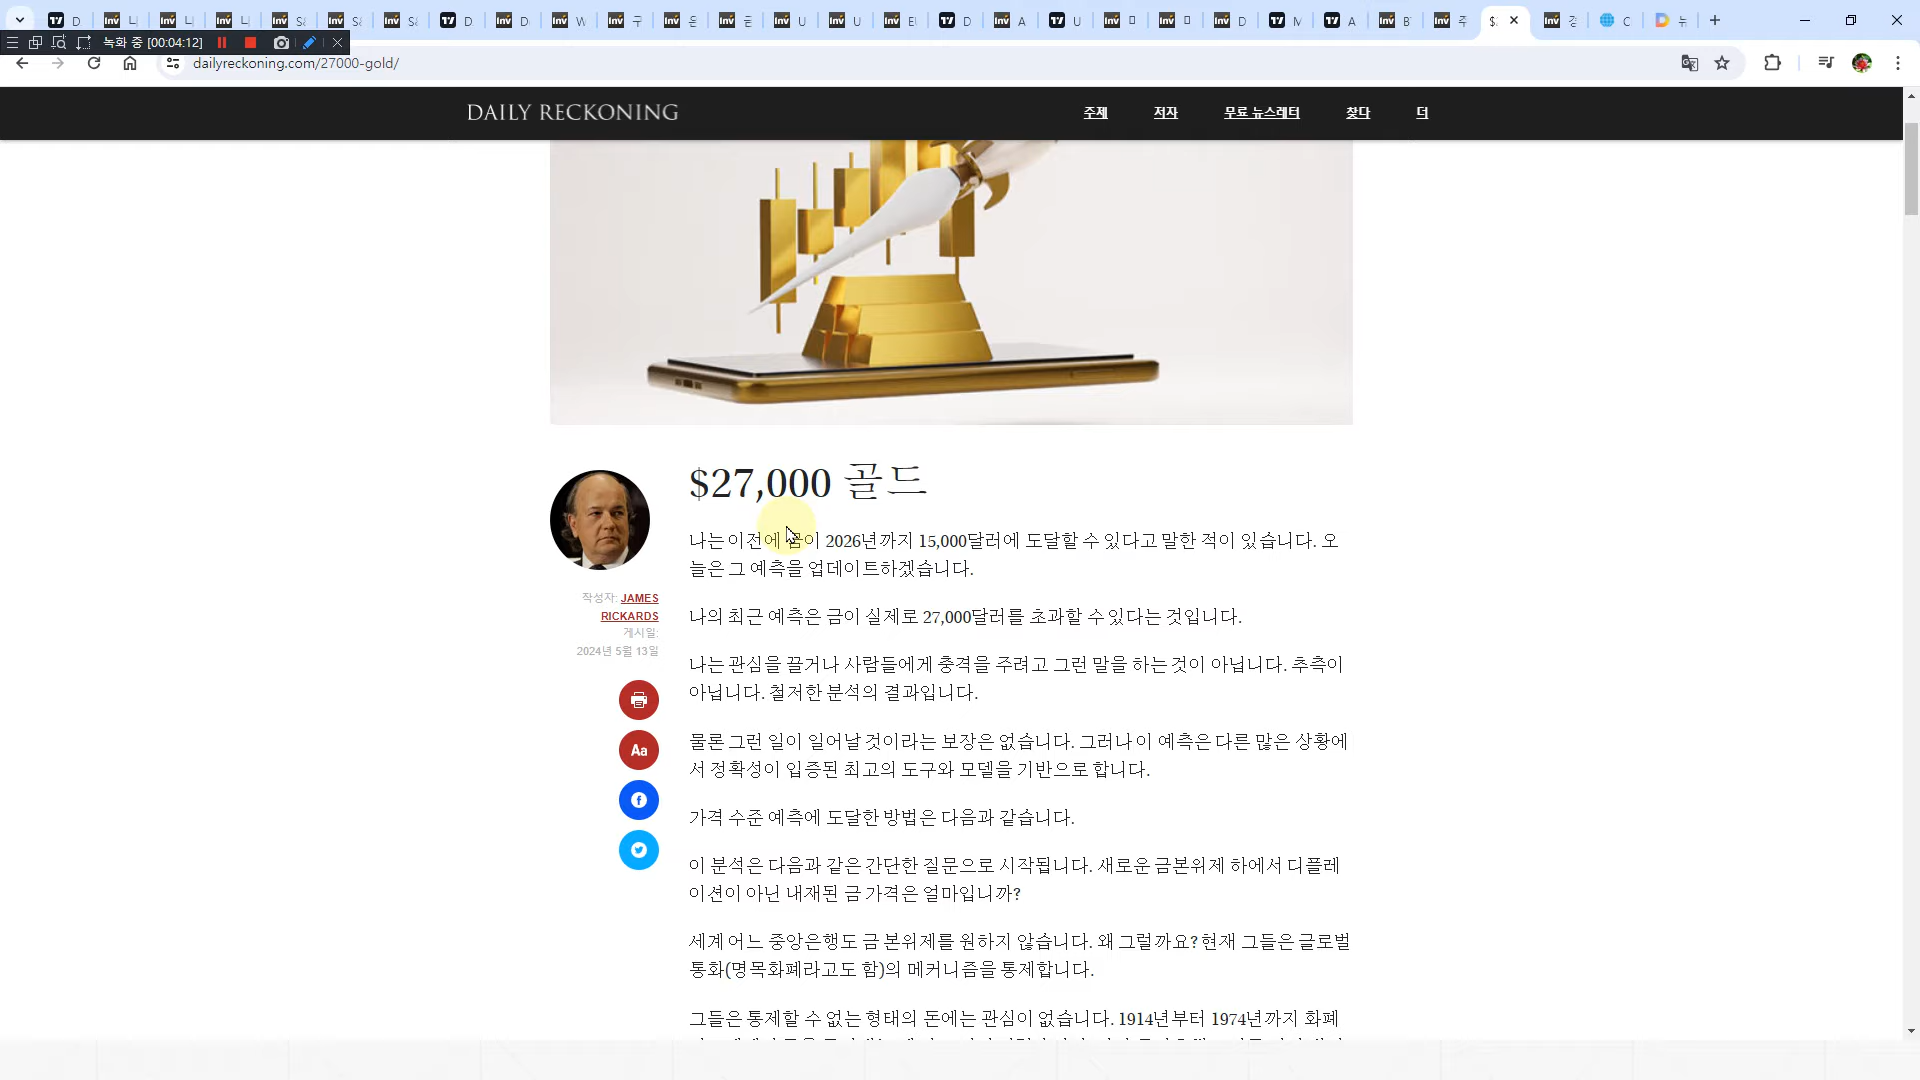 녹화 중 [00:04:12]
dailyreckoning.com/27000-gold/
DAILY RECKONING
주제
저자
무료 뉴스레터
찾다
더
$27,000 골드
나는 이전에 금이 2026년까지 15,000달러에 도달할 수 있다고 말한 적이 있습니다. 오
늘은 그 예측을 업데이트하겠습니다.
작성자: JAMES
RICKARDS
게시일:
2024년 5월 13일
나의 최근 예측은 금이 실제로 27,000달러를 초과할 수 있다는 것입니다.
나는 관심을 끌거나 사람들에게 충격을 주려고 그런 말을 하는 것이 아닙니다. 추측이
아닙니다. 철저한 분석의 결과입니다.
Aa
물론 그런 일이 일어날 것이라는 보장은 없습니다. 그러나 이 예측은 다른 많은 상황에
서 정확성이 입증된 최고의 도구와 모델을 기반으로 합니다.
가격 수준 예측에 도달한 방법은 다음과 같습니다.
이 분석은 다음과 같은 간단한 질문으로 시작됩니다. 새로운 금본위제 하에서 디플레
이션이 아닌 내재된 금 가격은 얼마입니까?
세계 어느 중앙은행도 금 본위제를 원하지 않습니다. 왜 그럴까요? 현재 그들은 글로벌
통화(명목화폐라고도 함)의 메커니즘을 통제합니다.
그들은 통제할 수 없는 형태의 돈에는 관심이 없습니다. 1914년부터 1974년까지 화폐